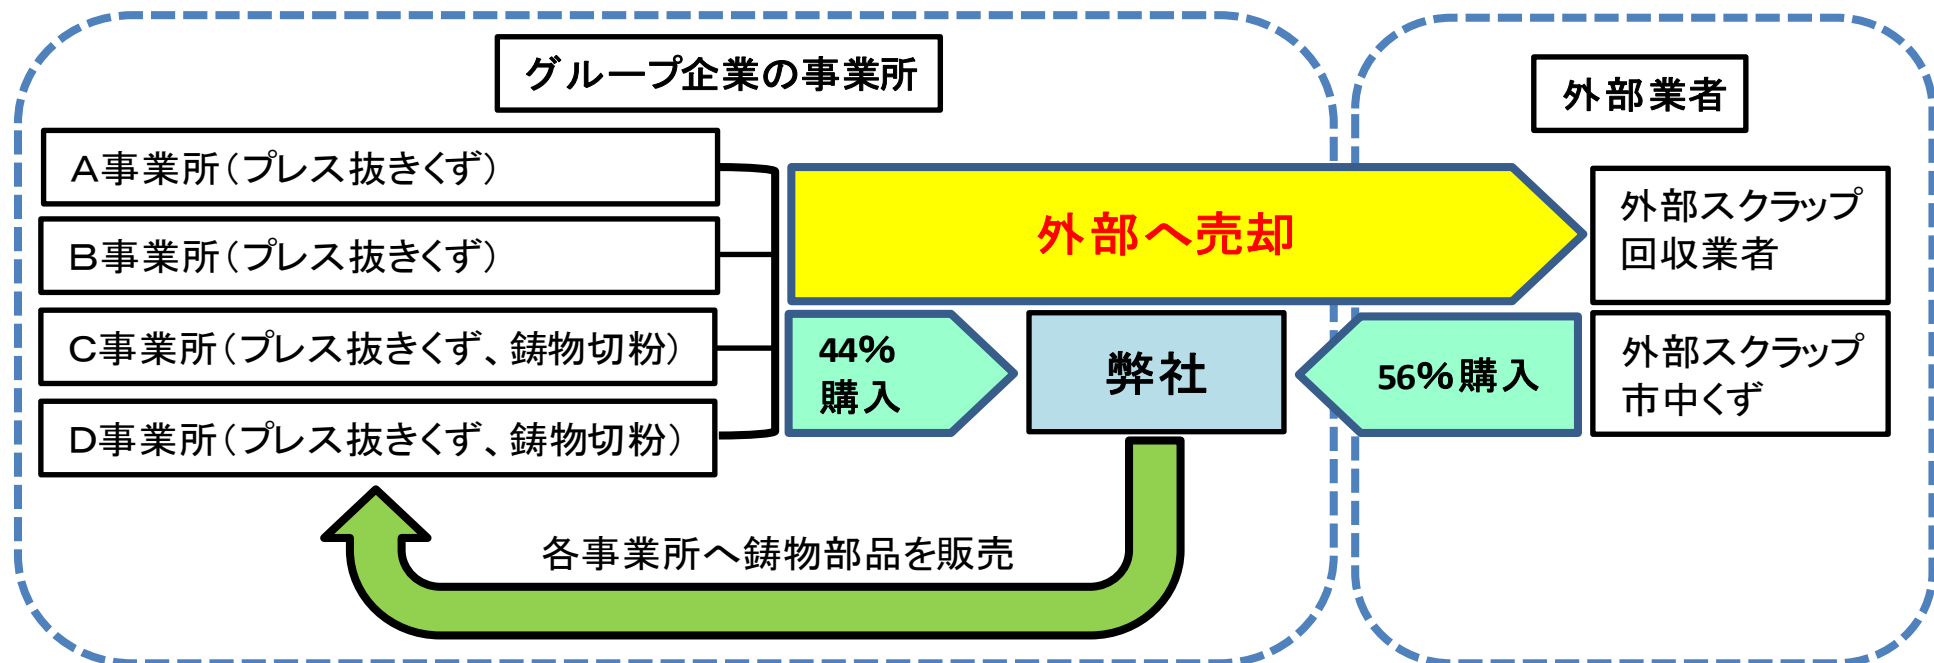 グループ企業の事業所
外部業者
A事業所（プレス抜きくず）
B事業所（プレス抜きくず）
C事業所（プレス抜きくず、鋳物切粉）
D事業所（プレス抜きくず、鋳物切粉）
外部へ売却
外部スクラップ
回収業者
44%
購入
弊社
56%購入
外部スクラップ
市中くず
各事業所へ鋳物部品を販売